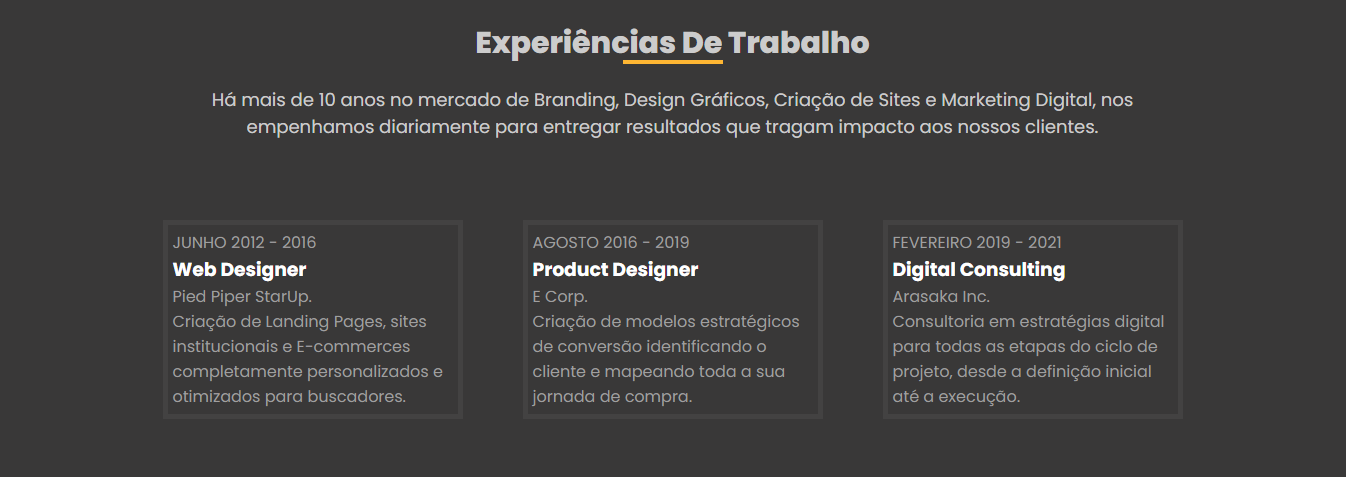 Experiências De Trabalho
Há mais de 10 anos no mercado de Branding, Design Gráficos, Criação de Sites e Marketing Digital, nos
empenhamos diariamente para entregar resultados que tragam impacto aos nossos clientes.
JUNHO 2012 - 2016
Web Designer
Pied Piper StarUp.
Criação de Landing Pages, sites
institucionais e E-commerces
completamente personalizados e
otimizados para buscadores.
AGOSTO 2016 - 2019
Product Designer
E Corp.
Criação de modelos estratégicos
de conversão identificando o
cliente e mapeando toda a sua
jornada de compra.
FEVEREIRO 2019 - 2021
Digital Consulting
Arasaka Inc.
Consultoria em estratégias digital
para todas as etapas do ciclo de
projeto, desde a definição inicial
até a execução.